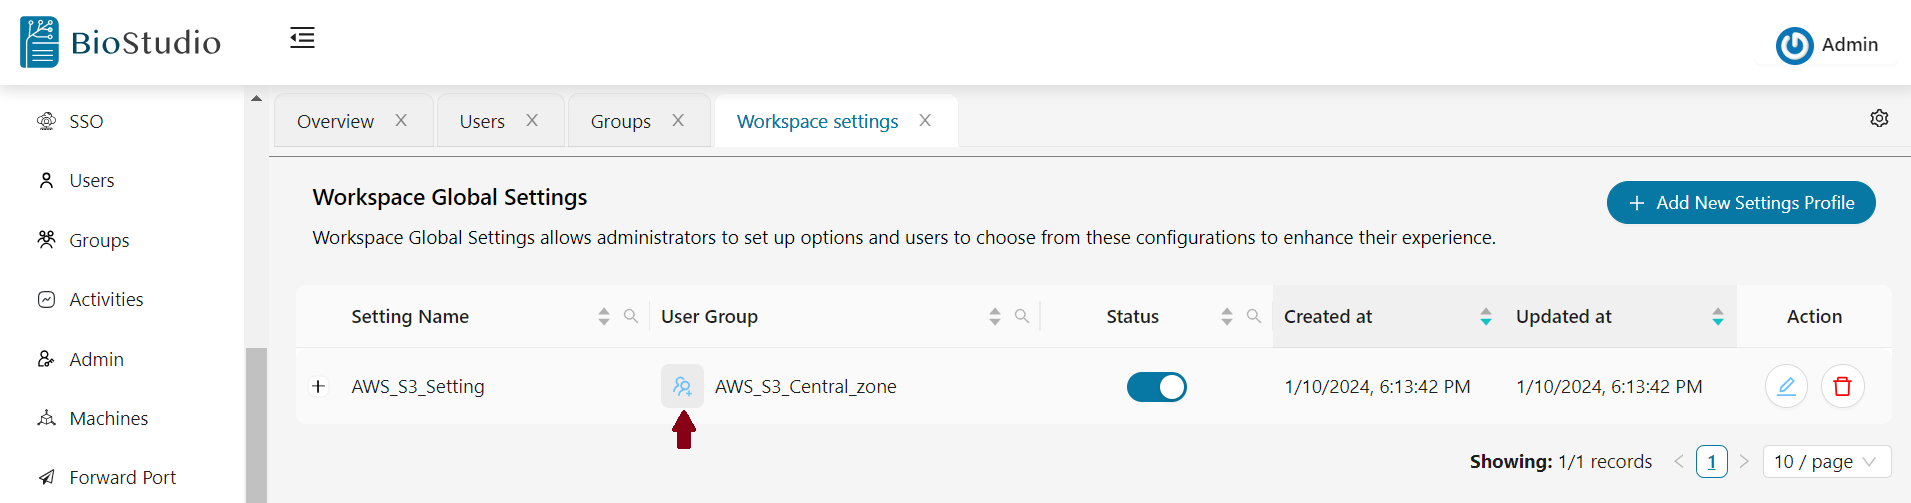 BioStudio
Admin
SSO
Users
Groups
Activities
Admin
Machines
Forward Port
Overview X Users X Groups X Workspace settings X
Workspace Global Settings
+ Add New Settings Profile
Workspace Global Settings allows administrators to set up options and users to choose from these configurations to enhance their experience.
Setting Name User Group Status Created at Updated at Action
AWS_S3_Setting AWS_S3_Central_zone 1/10/2024, 6:13:42 PM 1/10/2024, 6:13:42 PM
Showing: 1/1 records < 1 > 10 / page